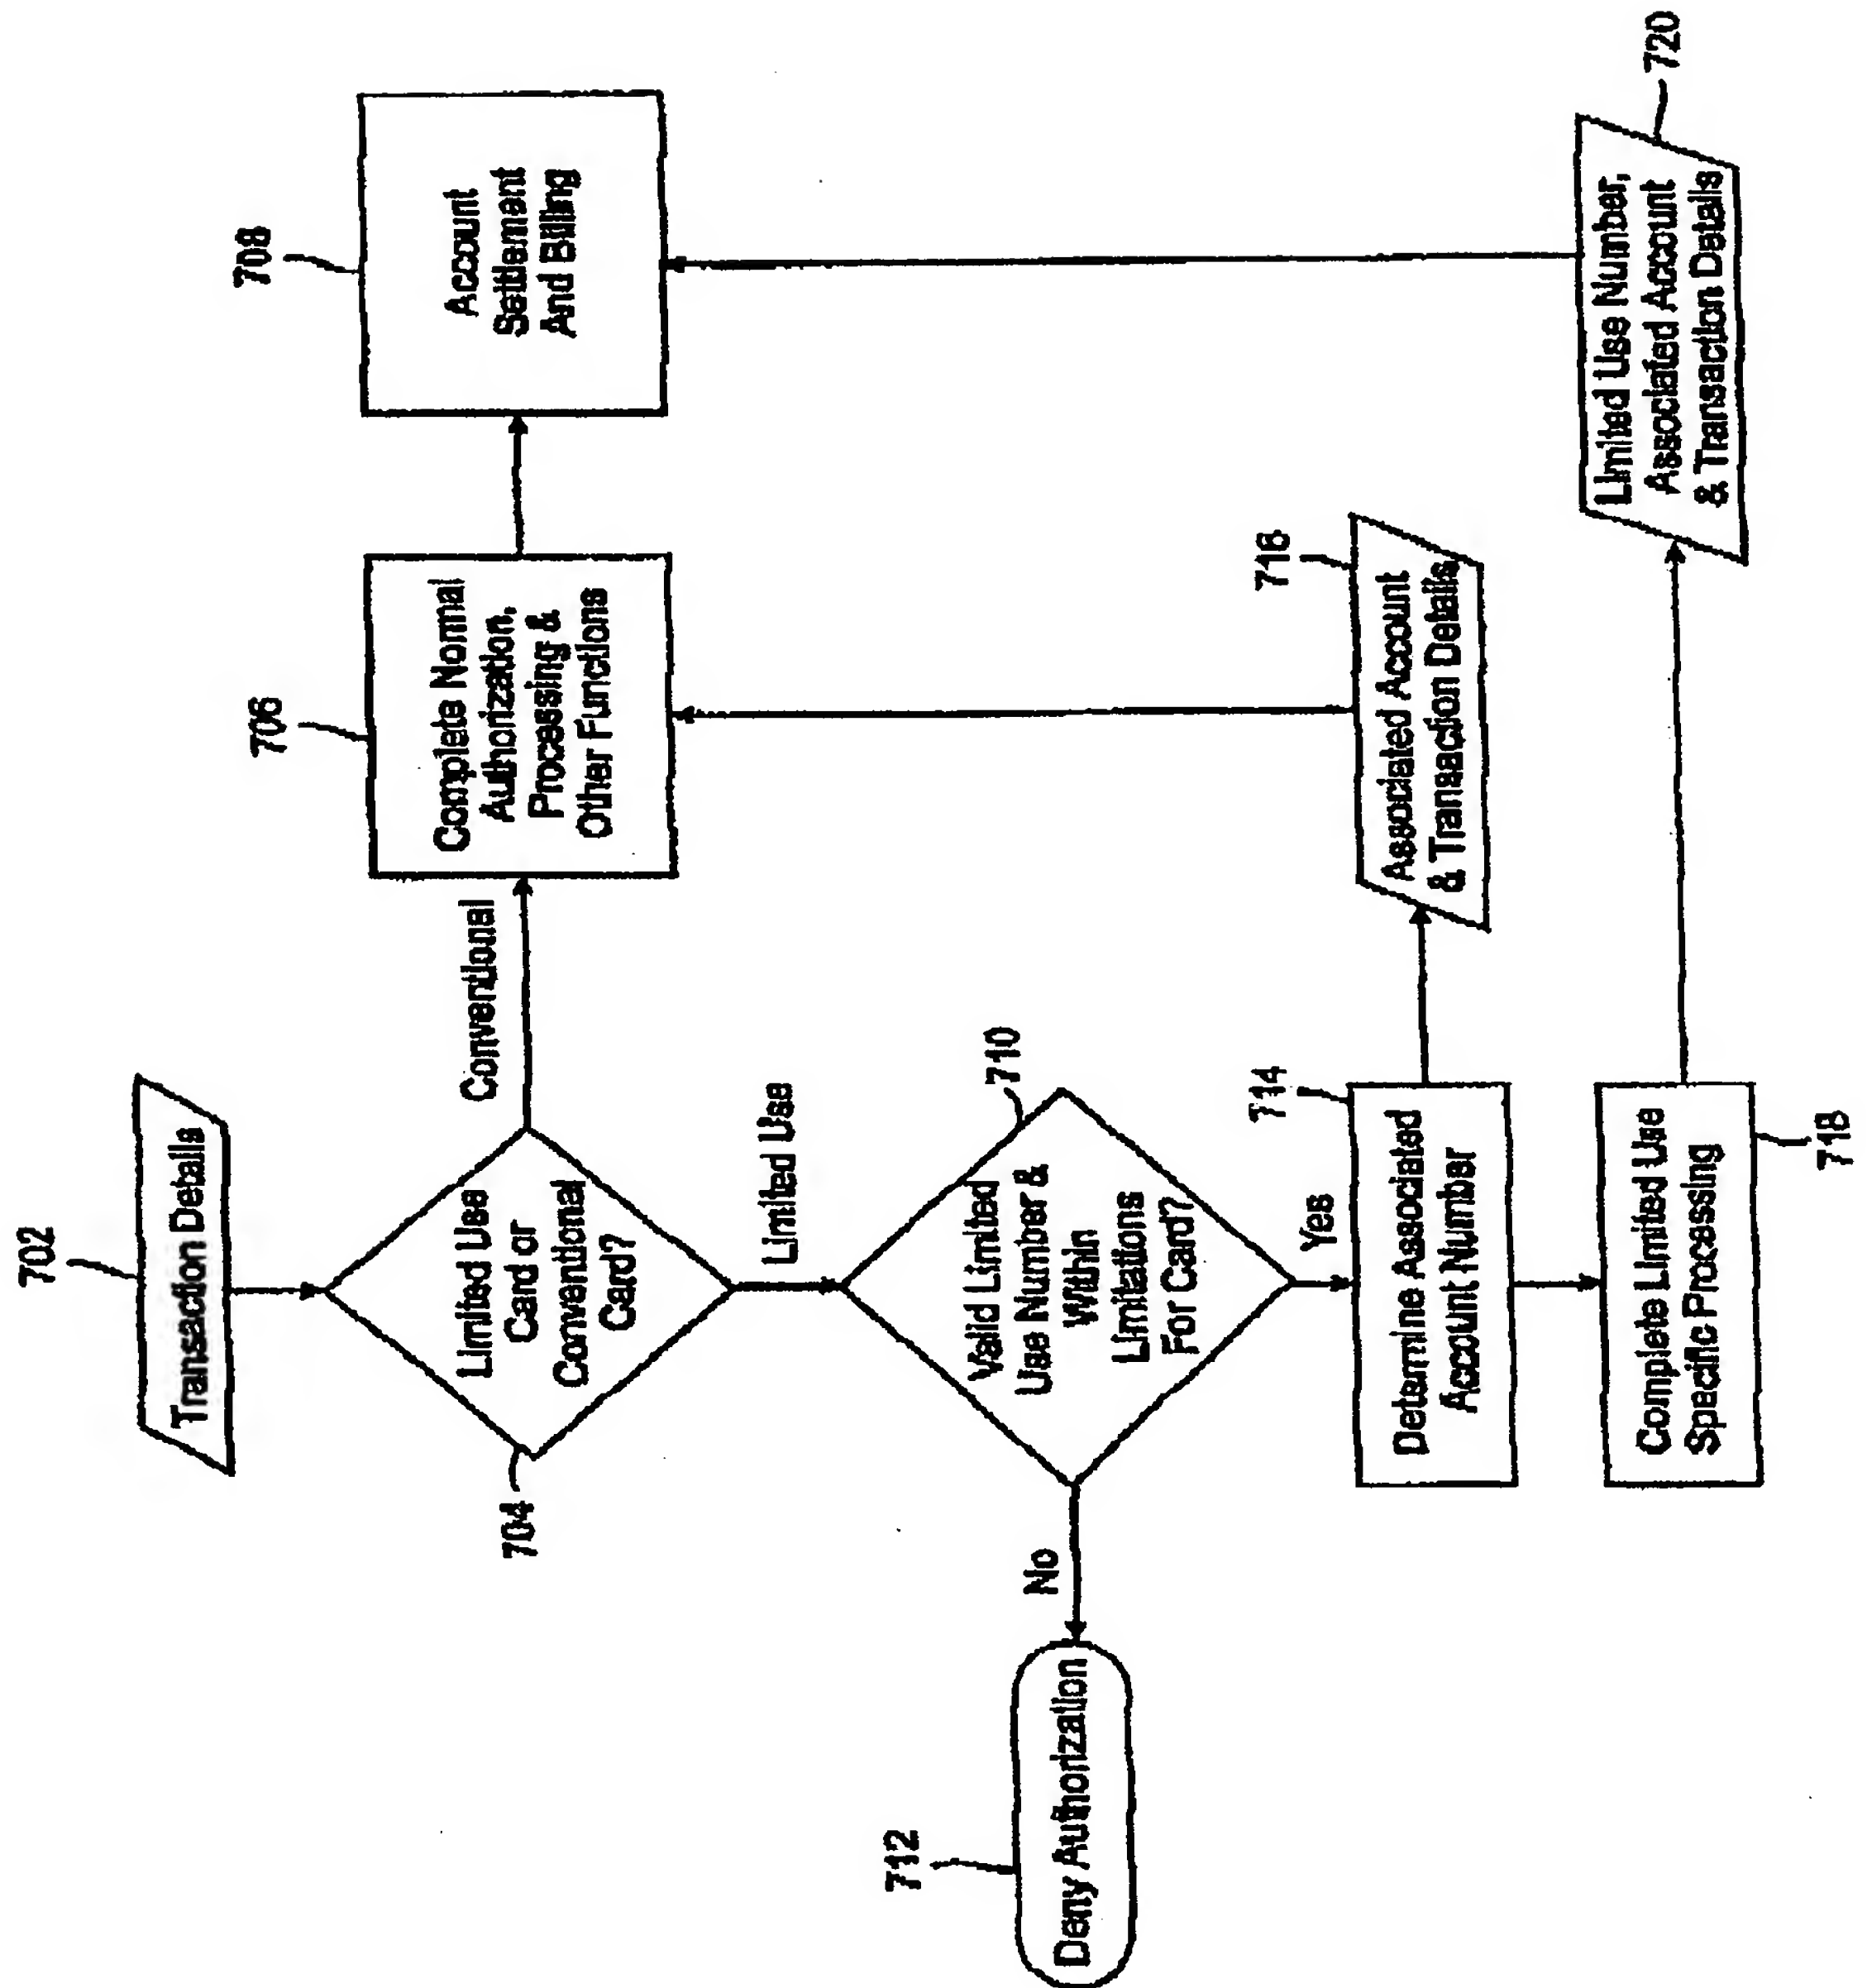 702
Transaction Details
704
Limited Use
Card or
Conventional
Card?
Conventional
706
Complete Normal
Authorization,
Processing &
Other Functions
708
Account
Settlement
And Billing
Limited Use
710
Valid Limited
Use Number &
Within
Limitations
For Card?
No
712
Deny Authorization
Yes
714
Determine Associated
Account Number
716
Associated Account
& Transaction Details
718
Complete Limited Use
Specific Processing
720
Limited Use Number,
Associated Account
& Transaction Details